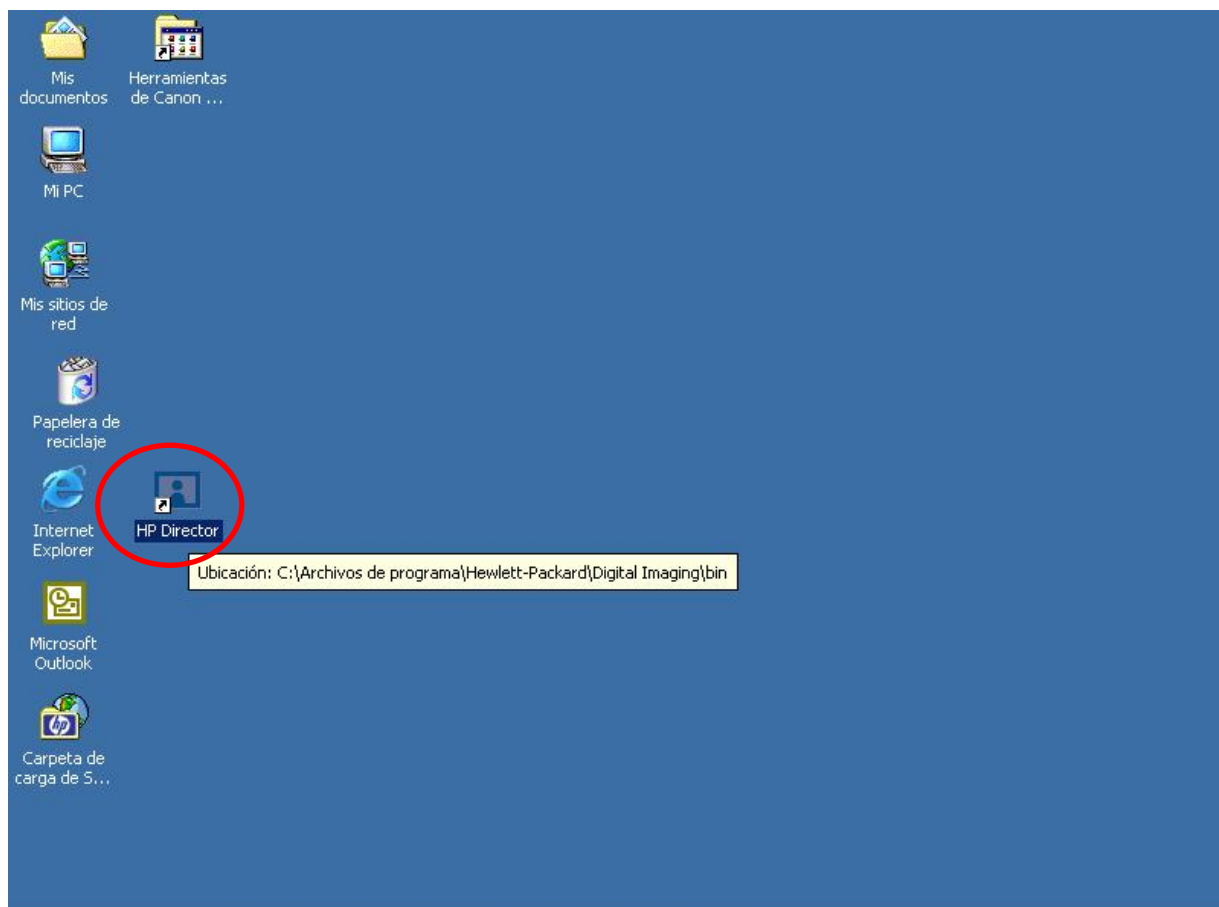 Mis
documentos
Herramientas
de Canon ...
Mi PC
Mis sitios de
red
Papelera de
reciclaje
Internet
Explorer
HP Director
Ubicación: C:\Archivos de programa\Hewlett-Packard\Digital Imaging\bin
Microsoft
Outlook
hp
Carpeta de
carga de S...